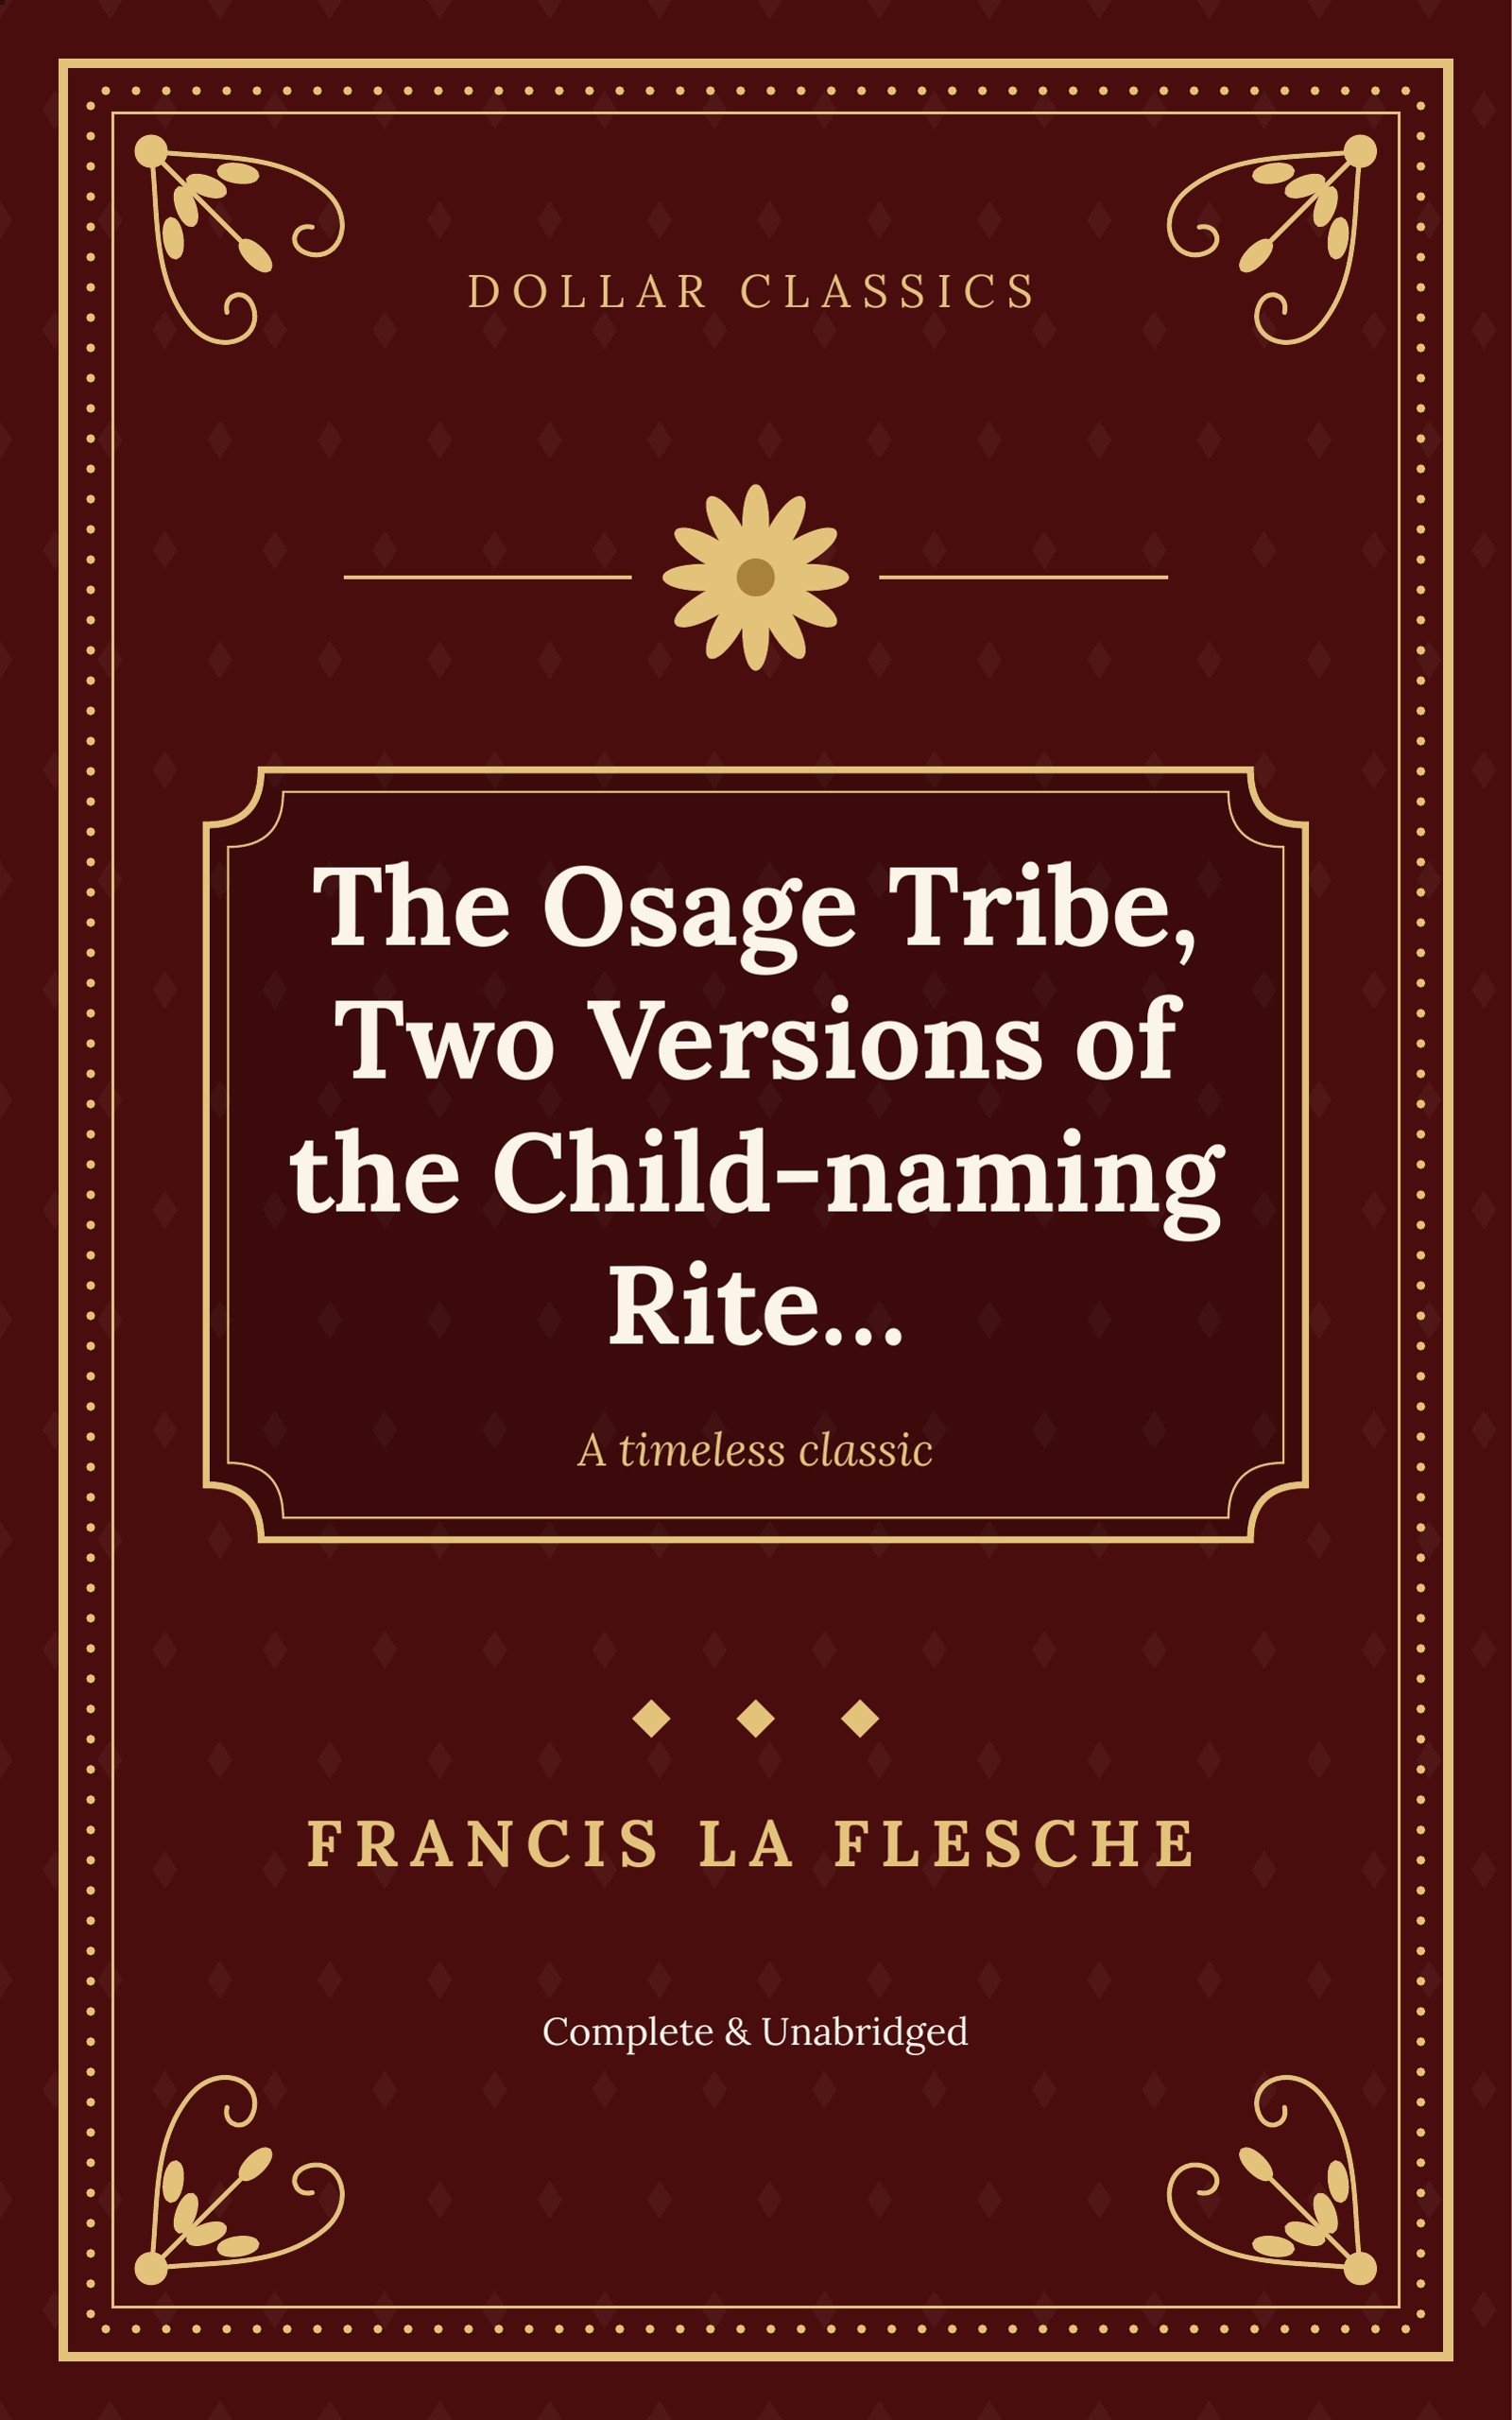 DOLLAR CLASSICS
The Osage Tribe,
Two Versions of
the Child-naming
Rite...
A timeless classic
FRANCIS LA FLESCHE
Complete & Unabridged